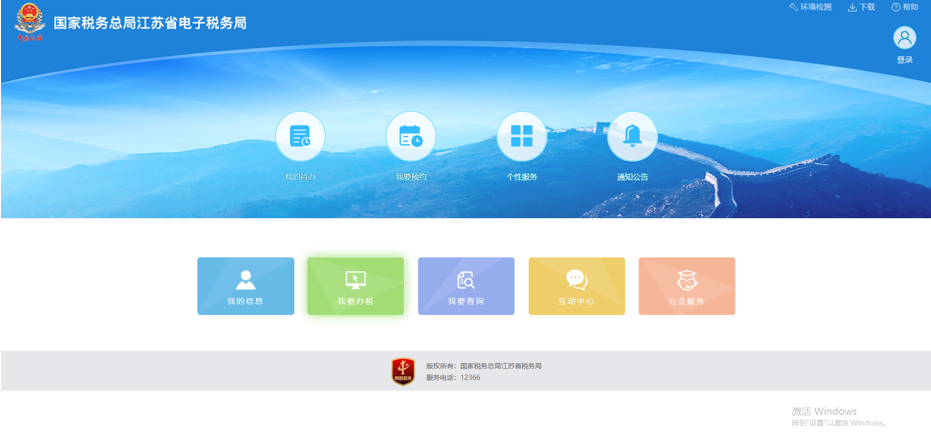 国家税务总局江苏省电子税务局
环境检测
下载
帮助
登录
我的待办
我要预约
个性服务
通知公告
我的信息
我要办税
我要查询
互动中心
公众服务
版权所有：国家税务总局江苏省税务局
服务电话：12366
激活 Windows
转到"设置"以激活 Windows。